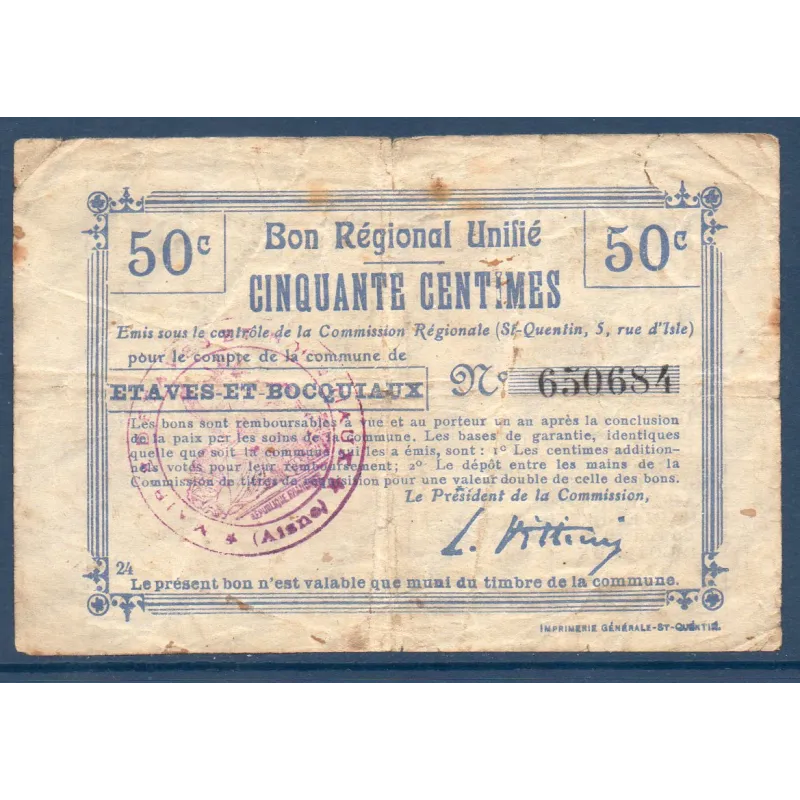 50c
Bon Régional Unifié
50c
CINQUANTE CENTIMES
Emis sous le contrôle de la Commission Régionale (St-Quentin, 5, rue d'Isle)
pour le compte de la commune de
ETAVES-ET-BOCQUIAUX
No 650684
Les bons sont remboursables à vue et au porteur un an après la conclusion
de la paix par les soins de la commune. Les bases de garantie, identiques
quelle que soit la commune qui les a émis, sont : 1o Les centimes addition-
nels votés pour leur remboursement; 2o Le dépôt entre les mains de la
Commission de titres de réquisition pour une valeur double de celle des bons.
Le Président de la Commission,
24
Le présent bon n'est valable que muni du timbre de la commune.
IMPRIMERIE GÉNÉRALE-ST-QUENTIN.
MAIRIE
(Aisne)